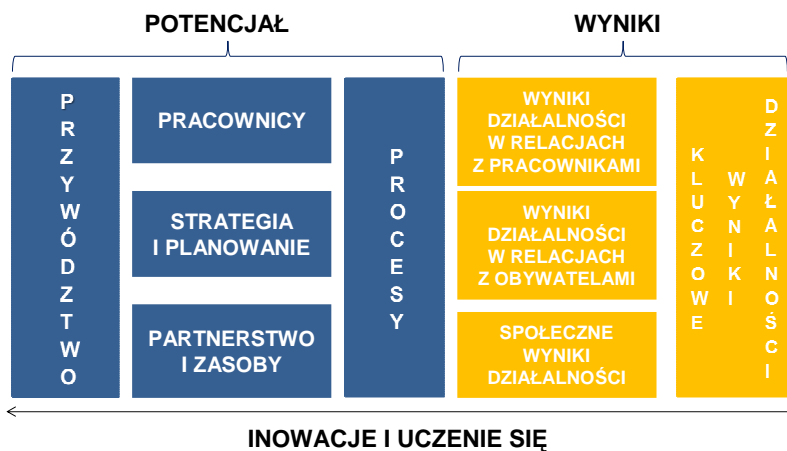 POTENCJAŁ
WYNIKI
PRZYWÓDZTWO
PRACOWNICY
STRATEGIA
I PLANOWANIE
PARTNERSTWO
I ZASOBY
PROCESY
WYNIKI
DZIAŁALNOŚCI
W RELACJACH
Z PRACOWNIKAMI
WYNIKI
DZIAŁALNOŚCI
W RELACJACH
Z OBYWATELAMI
SPOŁECZNE
WYNIKI
DZIAŁALNOŚCI
KLUCZOWE
WYNIKI
DZIAŁALNOŚCI
INOWACJE I UCZENIE SIĘ